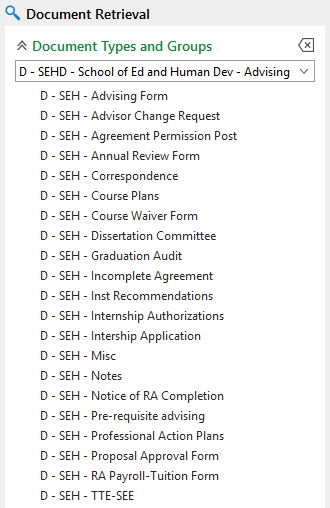 Document Retrieval
Document Types and Groups
D - SEHD - School of Ed and Human Dev - Advising
D - SEH - Advising Form
D - SEH - Advisor Change Request
D - SEH - Agreement Permission Post
D - SEH - Annual Review Form
D - SEH - Correspondence
D - SEH - Course Plans
D - SEH - Course Waiver Form
D - SEH - Dissertation Committee
D - SEH - Graduation Audit
D - SEH - Incomplete Agreement
D - SEH - Inst Recommendations
D - SEH - Internship Authorizations
D - SEH - Intership Application
D - SEH - Misc
D - SEH - Notes
D - SEH - Notice of RA Completion
D - SEH - Pre-requisite advising
D - SEH - Professional Action Plans
D - SEH - Proposal Approval Form
D - SEH - RA Payroll-Tuition Form
D - SEH - TTE-SEE